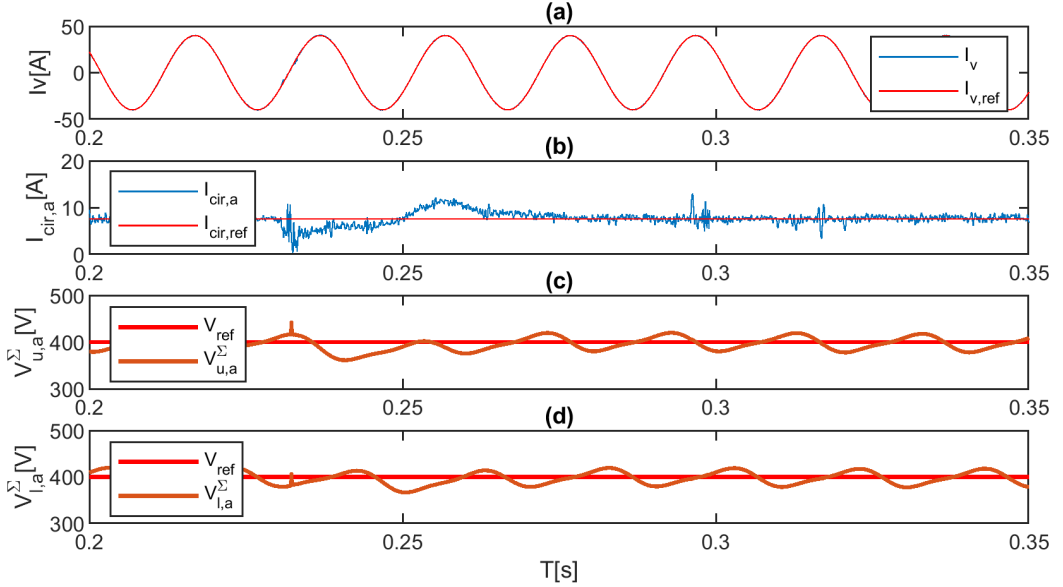 (a)
Iv[A]
50
0
-50
I_v
I_v,ref
0.2 0.25 0.3 0.35
(b)
I_cir,a[A]
20
10
0
I_cir,a
I_cir,ref
0.2 0.25 0.3 0.35
(c)
V^Σ_u,a[V]
500
400
300
V_ref
V^Σ_u,a
0.2 0.25 0.3 0.35
(d)
V^Σ_l,a[V]
500
400
300
V_ref
V^Σ_l,a
0.2 0.25 0.3 0.35
T[s]